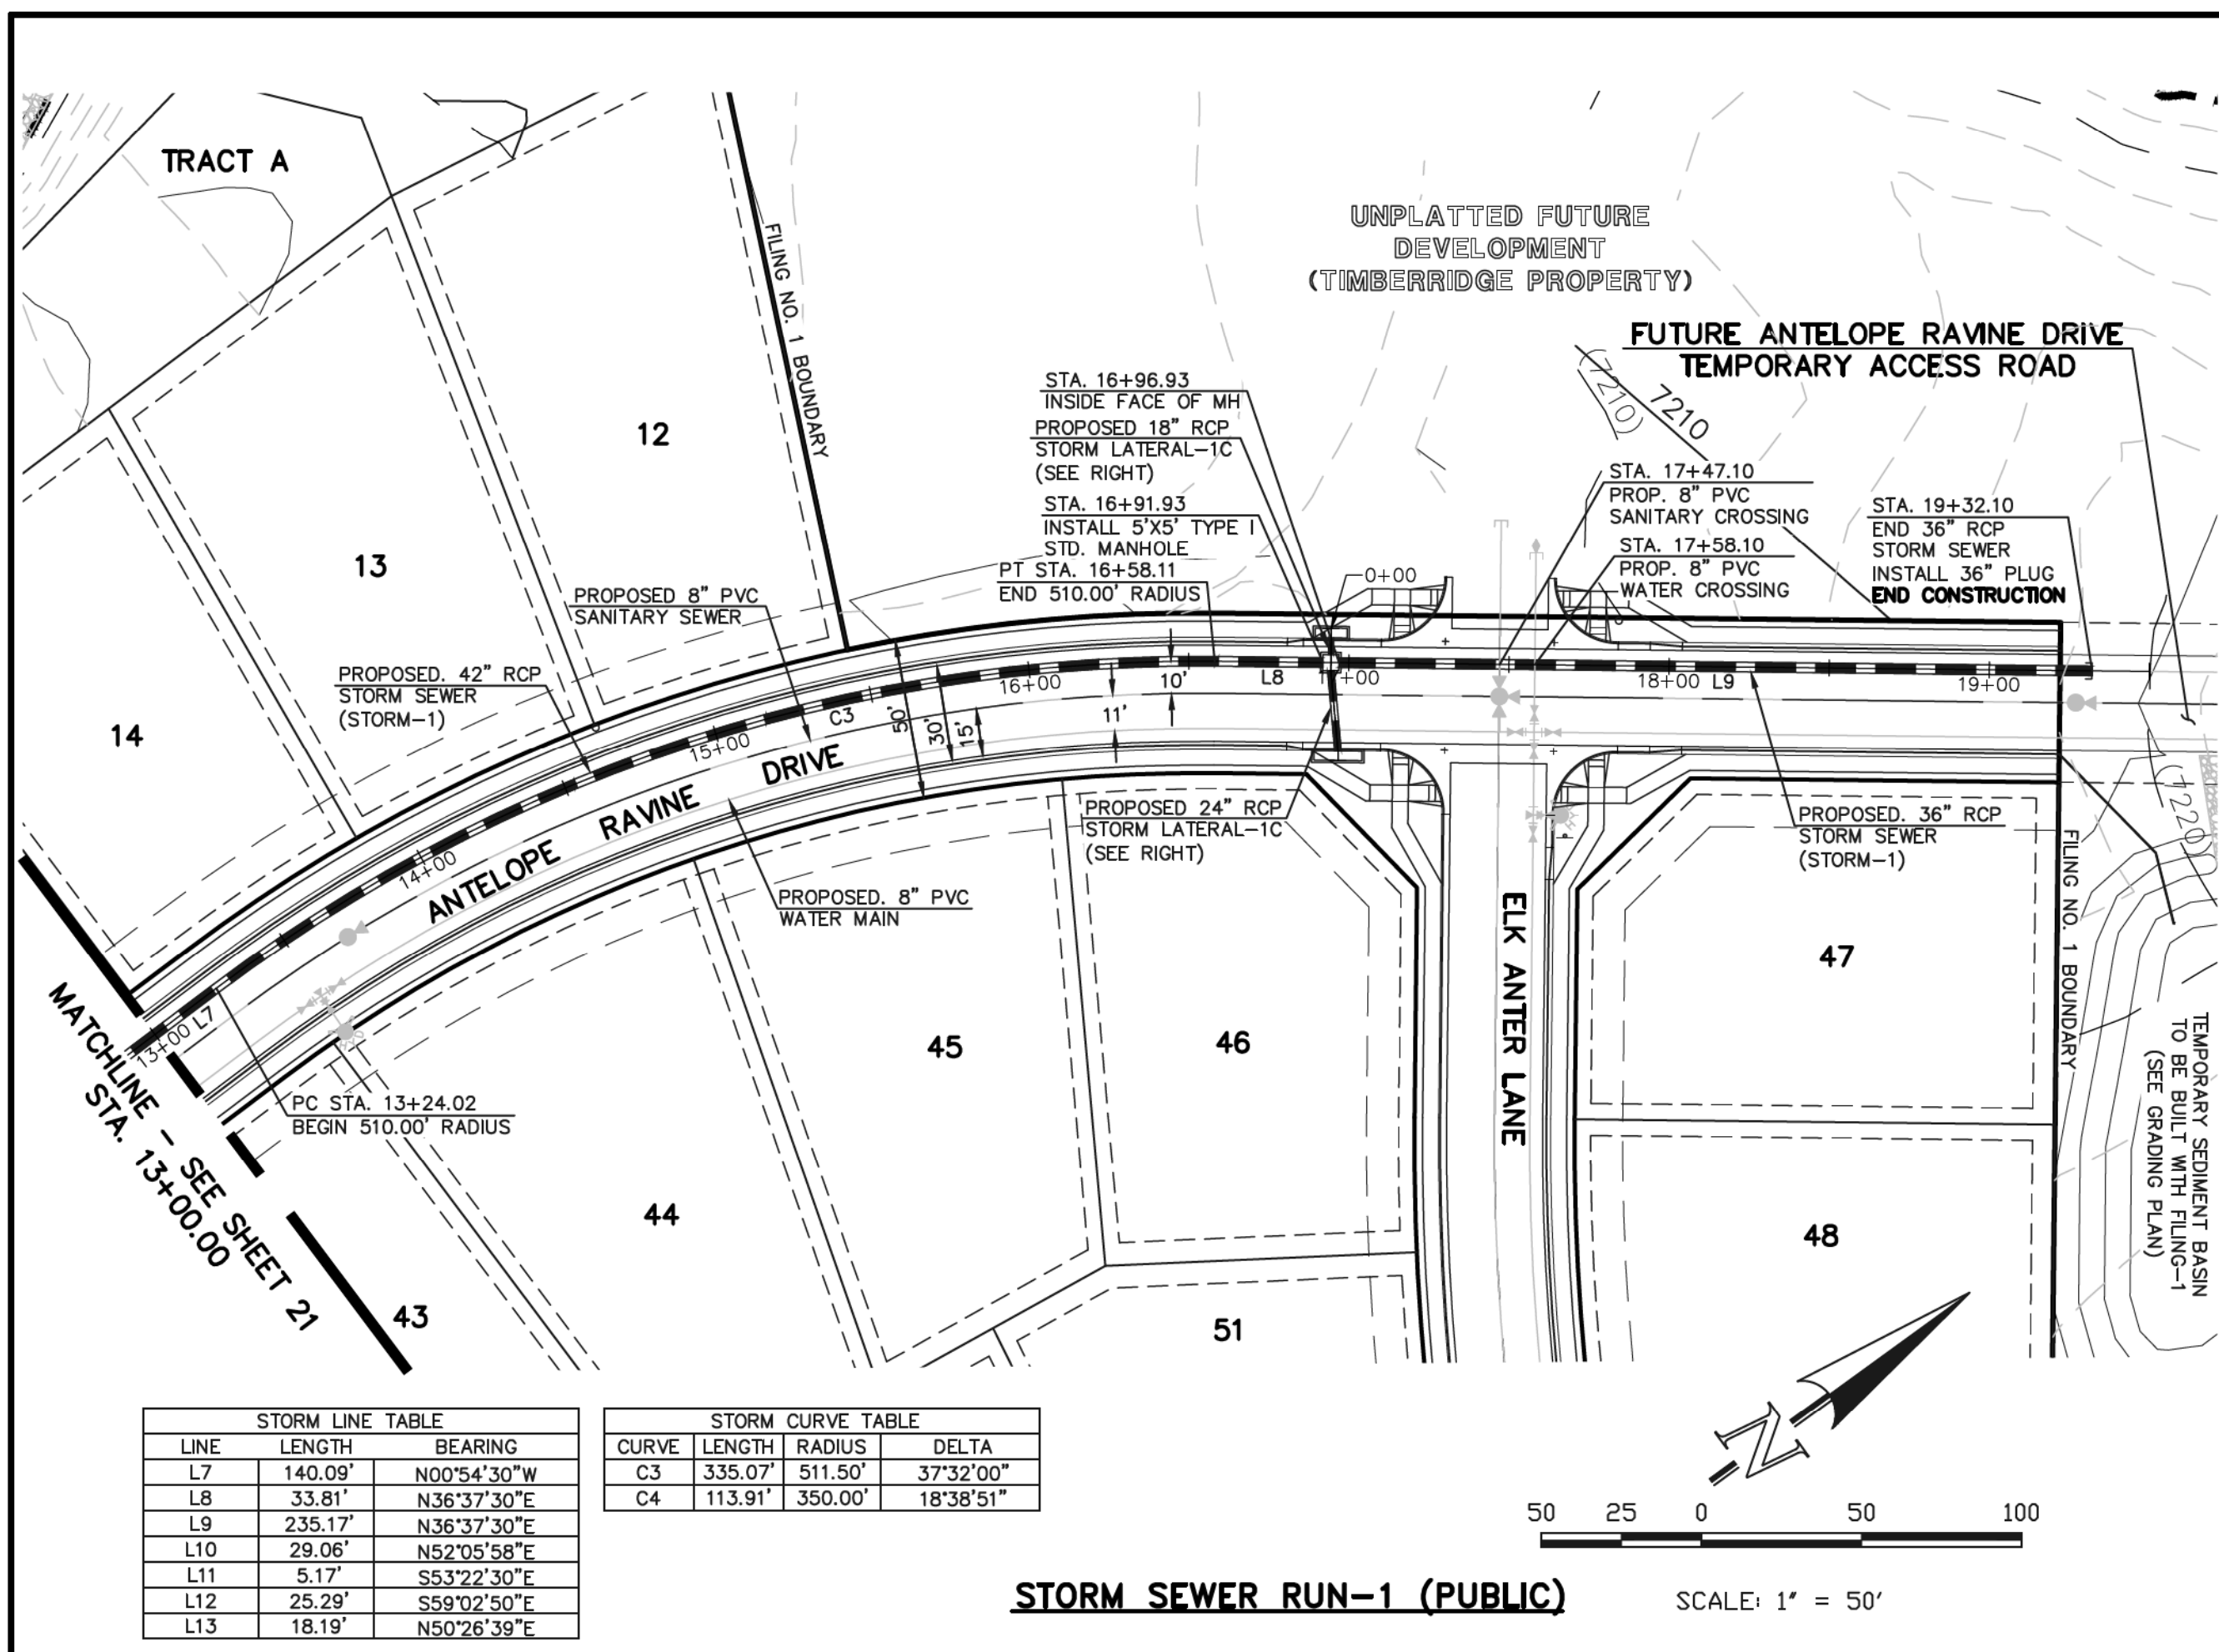 TRACT A
UNPLATTED FUTURE
DEVELOPMENT
(TIMBERRIDGE PROPERTY)
FUTURE ANTELOPE RAVINE DRIVE
TEMPORARY ACCESS ROAD
(7210)
7210
FILING NO. 1 BOUNDARY
12
13
14
STA. 16+96.93
INSIDE FACE OF MH
PROPOSED 18" RCP
STORM LATERAL-1C
(SEE RIGHT)
STA. 16+91.93
INSTALL 5'X5' TYPE I
STD. MANHOLE
PT STA. 16+58.11
END 510.00' RADIUS
0+00
STA. 17+47.10
PROP. 8" PVC
SANITARY CROSSING
STA. 17+58.10
PROP. 8" PVC
WATER CROSSING
STA. 19+32.10
END 36" RCP
STORM SEWER
INSTALL 36" PLUG
END CONSTRUCTION
PROPOSED 8" PVC
SANITARY SEWER
PROPOSED. 42" RCP
STORM SEWER
(STORM-1)
13+00
L7
14+00
15+00
C3
16+00
10'
L8
18+00
L9
19+00
50'
30'
15'
11'
ANTELOPE RAVINE DRIVE
PROPOSED 24" RCP
STORM LATERAL-1C
(SEE RIGHT)
PROPOSED. 36" RCP
STORM SEWER
(STORM-1)
PROPOSED. 8" PVC
WATER MAIN
ELK ANTER LANE
FILING NO. 1 BOUNDARY
(7220)
TEMPORARY SEDIMENT BASIN
TO BE BUILT WITH FILING-1
(SEE GRADING PLAN)
MATCHLINE - SEE SHEET 21
STA. 13+00.00
PC STA. 13+24.02
BEGIN 510.00' RADIUS
43
44
45
46
47
48
51
STORM LINE TABLE
LINE LENGTH BEARING
L7 140.09' N00°54'30"W
L8 33.81' N36°37'30"E
L9 235.17' N36°37'30"E
L10 29.06' N52°05'58"E
L11 5.17' S53°22'30"E
L12 25.29' S59°02'50"E
L13 18.19' N50°26'39"E
STORM CURVE TABLE
CURVE LENGTH RADIUS DELTA
C3 335.07' 511.50' 37°32'00"
C4 113.91' 350.00' 18°38'51"
N
50 25 0 50 100
STORM SEWER RUN-1 (PUBLIC)
SCALE: 1" = 50'